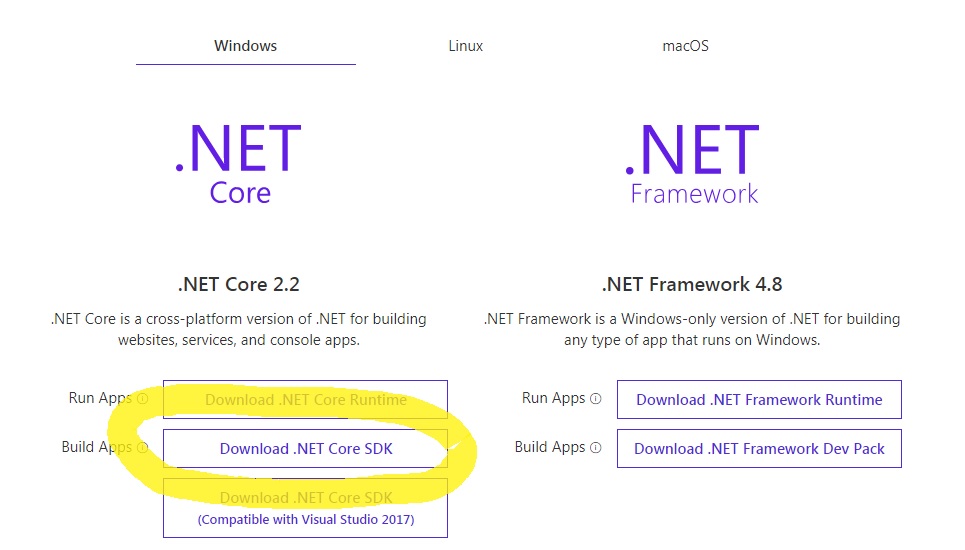 Windows
Linux
macOS
.NET
Core
.NET
Framework
.NET Core 2.2
.NET Core is a cross-platform version of .NET for building
websites, services, and console apps.
Run Apps
Download .NET Core Runtime
Build Apps
Download .NET Core SDK
Download .NET Core SDK
(Compatible with Visual Studio 2017)
.NET Framework 4.8
.NET Framework is a Windows-only version of .NET for building
any type of app that runs on Windows.
Run Apps
Download .NET Framework Runtime
Build Apps
Download .NET Framework Dev Pack